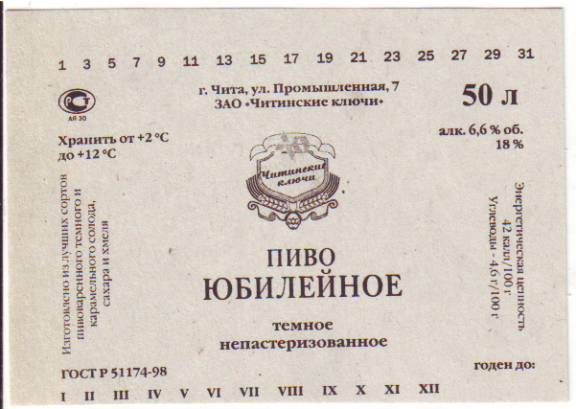 1 3 5 7 9 11 13 15 17 19 21 23 25 27 29 31
г. Чита, ул. Промышленная, 7
ЗАО «Читинские ключи»
50 л
АЯ 30
алк. 6,6 % об.
18 %
Хранить от +2 °С
до +12 °С
Читинские
ключи
Изготовлено из лучших сортов
пивоваренного темного и
карамельного солода,
сахара и хмеля
Энергетическая ценность
42 калл/100 г
Углеводы - 4,6 г/100 г
ПИВО
ЮБИЛЕЙНОЕ
темное
непастеризованное
ГОСТ Р 51174-98
годен до:
I II III IV V VI VII VIII IX X XI XII